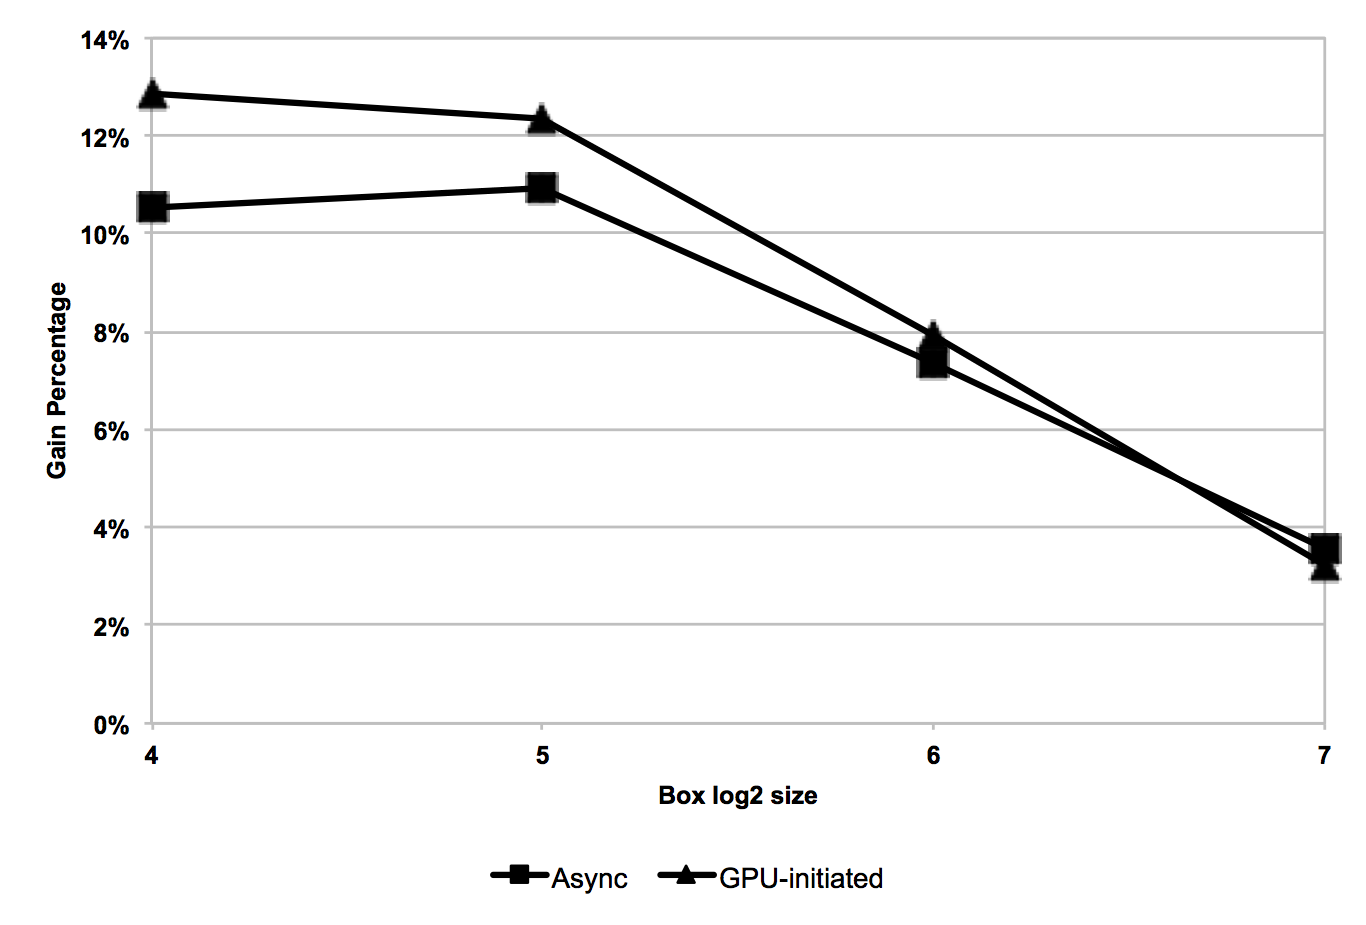 14%
12%
10%
8%
6%
4%
2%
0%
Gain Percentage
4 5 6 7
Box log2 size
Async GPU-initiated